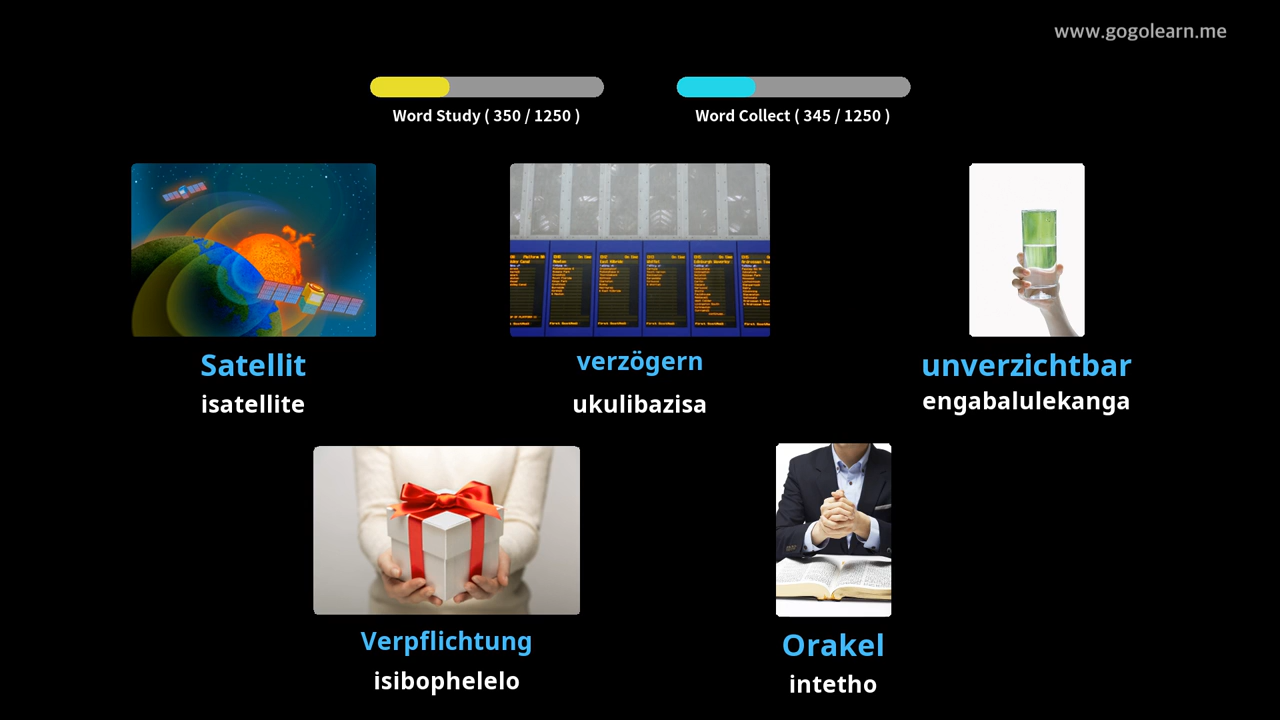 www.gogolearn.me
Word Study ( 350 / 1250 )
Word Collect ( 345 / 1250 )
Satellit
verzögern
unverzichtbar
isatellite
ukulibazisa
engabalulekanga
Verpflichtung
Orakel
isibophelelo
intetho